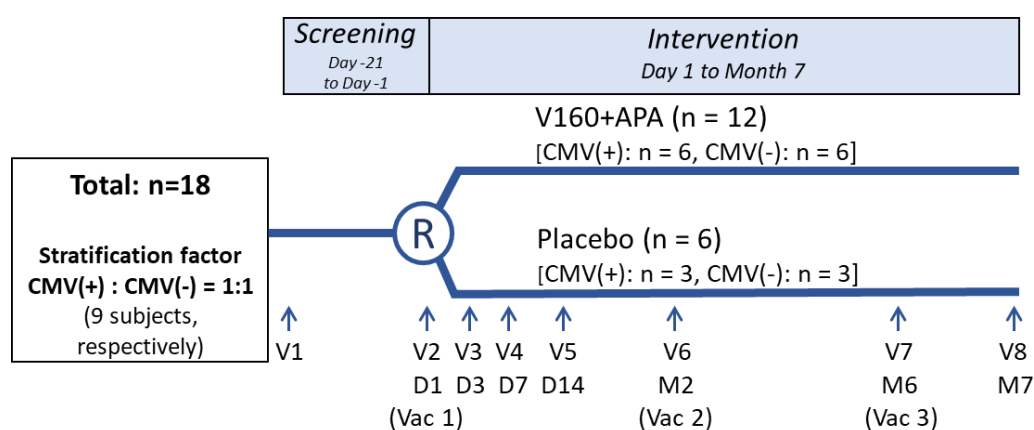 Screening
Day -21
to Day -1
Intervention
Day 1 to Month 7
Total: n=18
Stratification factor
CMV(+) : CMV(-) = 1:1
(9 subjects,
respectively)
R
V160+APA (n = 12)
[CMV(+): n = 6, CMV(-): n = 6]
Placebo (n = 6)
[CMV(+): n = 3, CMV(-): n = 3]
V1 V2 V3 V4 V5 V6 V7 V8
D1 D3 D7 D14 M2 M6 M7
(Vac 1) (Vac 2) (Vac 3)